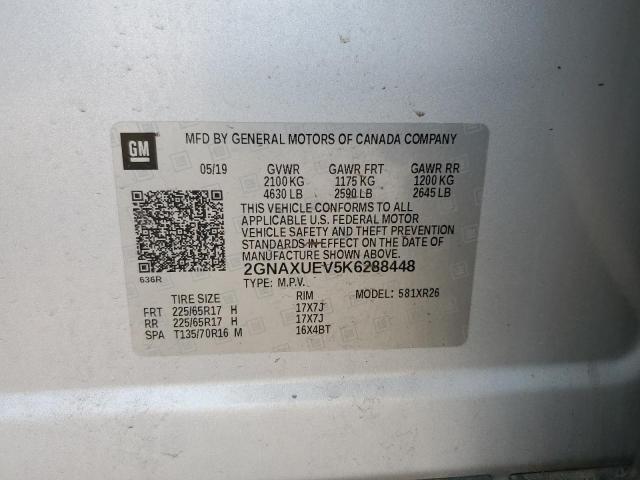 GM
MFD BY GENERAL MOTORS OF CANADA COMPANY
05/19 GVWR GAWR FRT GAWR RR
2100 KG 1175 KG 1200 KG
4630 LB 2590 LB 2645 LB
THIS VEHICLE CONFORMS TO ALL
APPLICABLE U.S. FEDERAL MOTOR
VEHICLE SAFETY AND THEFT PREVENTION
STANDARDS IN EFFECT ON THE DATE OF
MANUFACTURE SHOWN ABOVE.
2GNAXUEV5K6288448
TYPE: M.P.V. MODEL: 581XR26
636R
TIRE SIZE RIM
FRT 225/65R17 H 17X7J
RR 225/65R17 H 17X7J
SPA T135/70R16 M 16X4BT